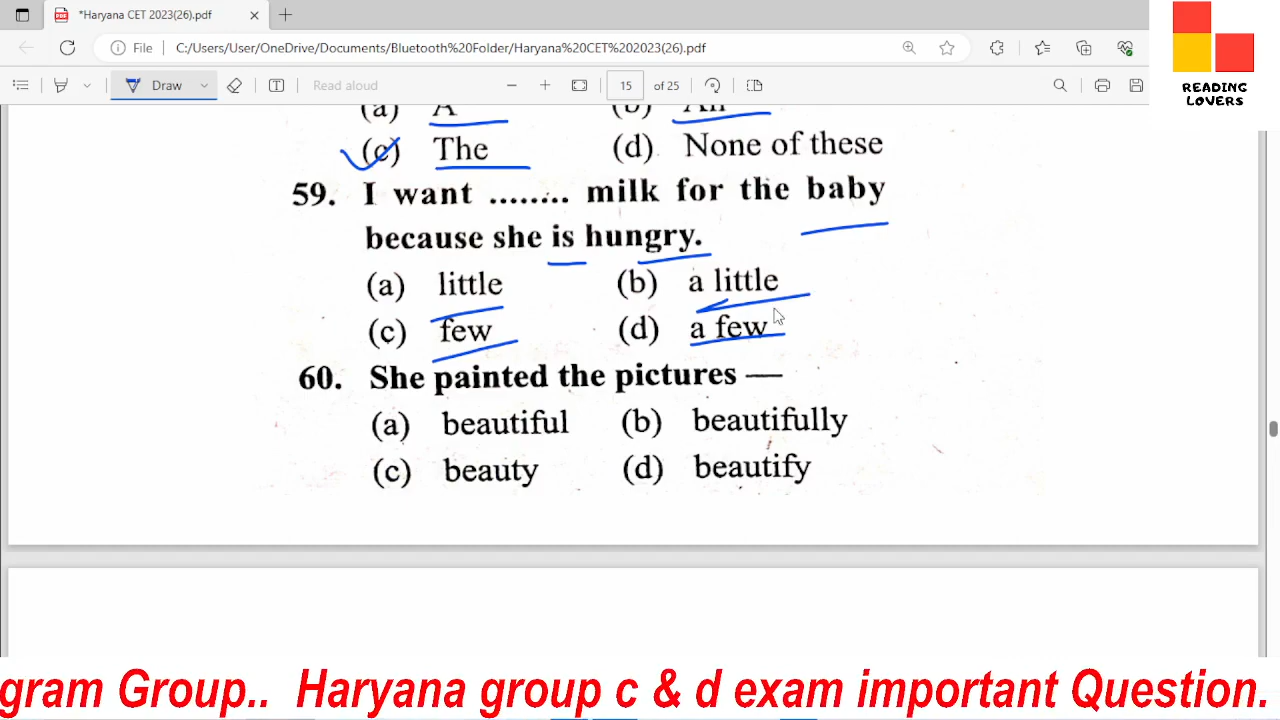 *Haryana CET 2023(26).pdf
File C:/Users/User/OneDrive/Documents/Bluetooth%20Folder/Haryana%20CET%202023(26).pdf
READING
LOVERS
Draw Read aloud 15 of 25
(a) A (b) An
(c) The (d) None of these
59. I want ........ milk for the baby
because she is hungry.
(a) little (b) a little
(c) few (d) a few
60. She painted the pictures —
(a) beautiful (b) beautifully
(c) beauty (d) beautify
gram Group.. Haryana group c & d exam important Question.